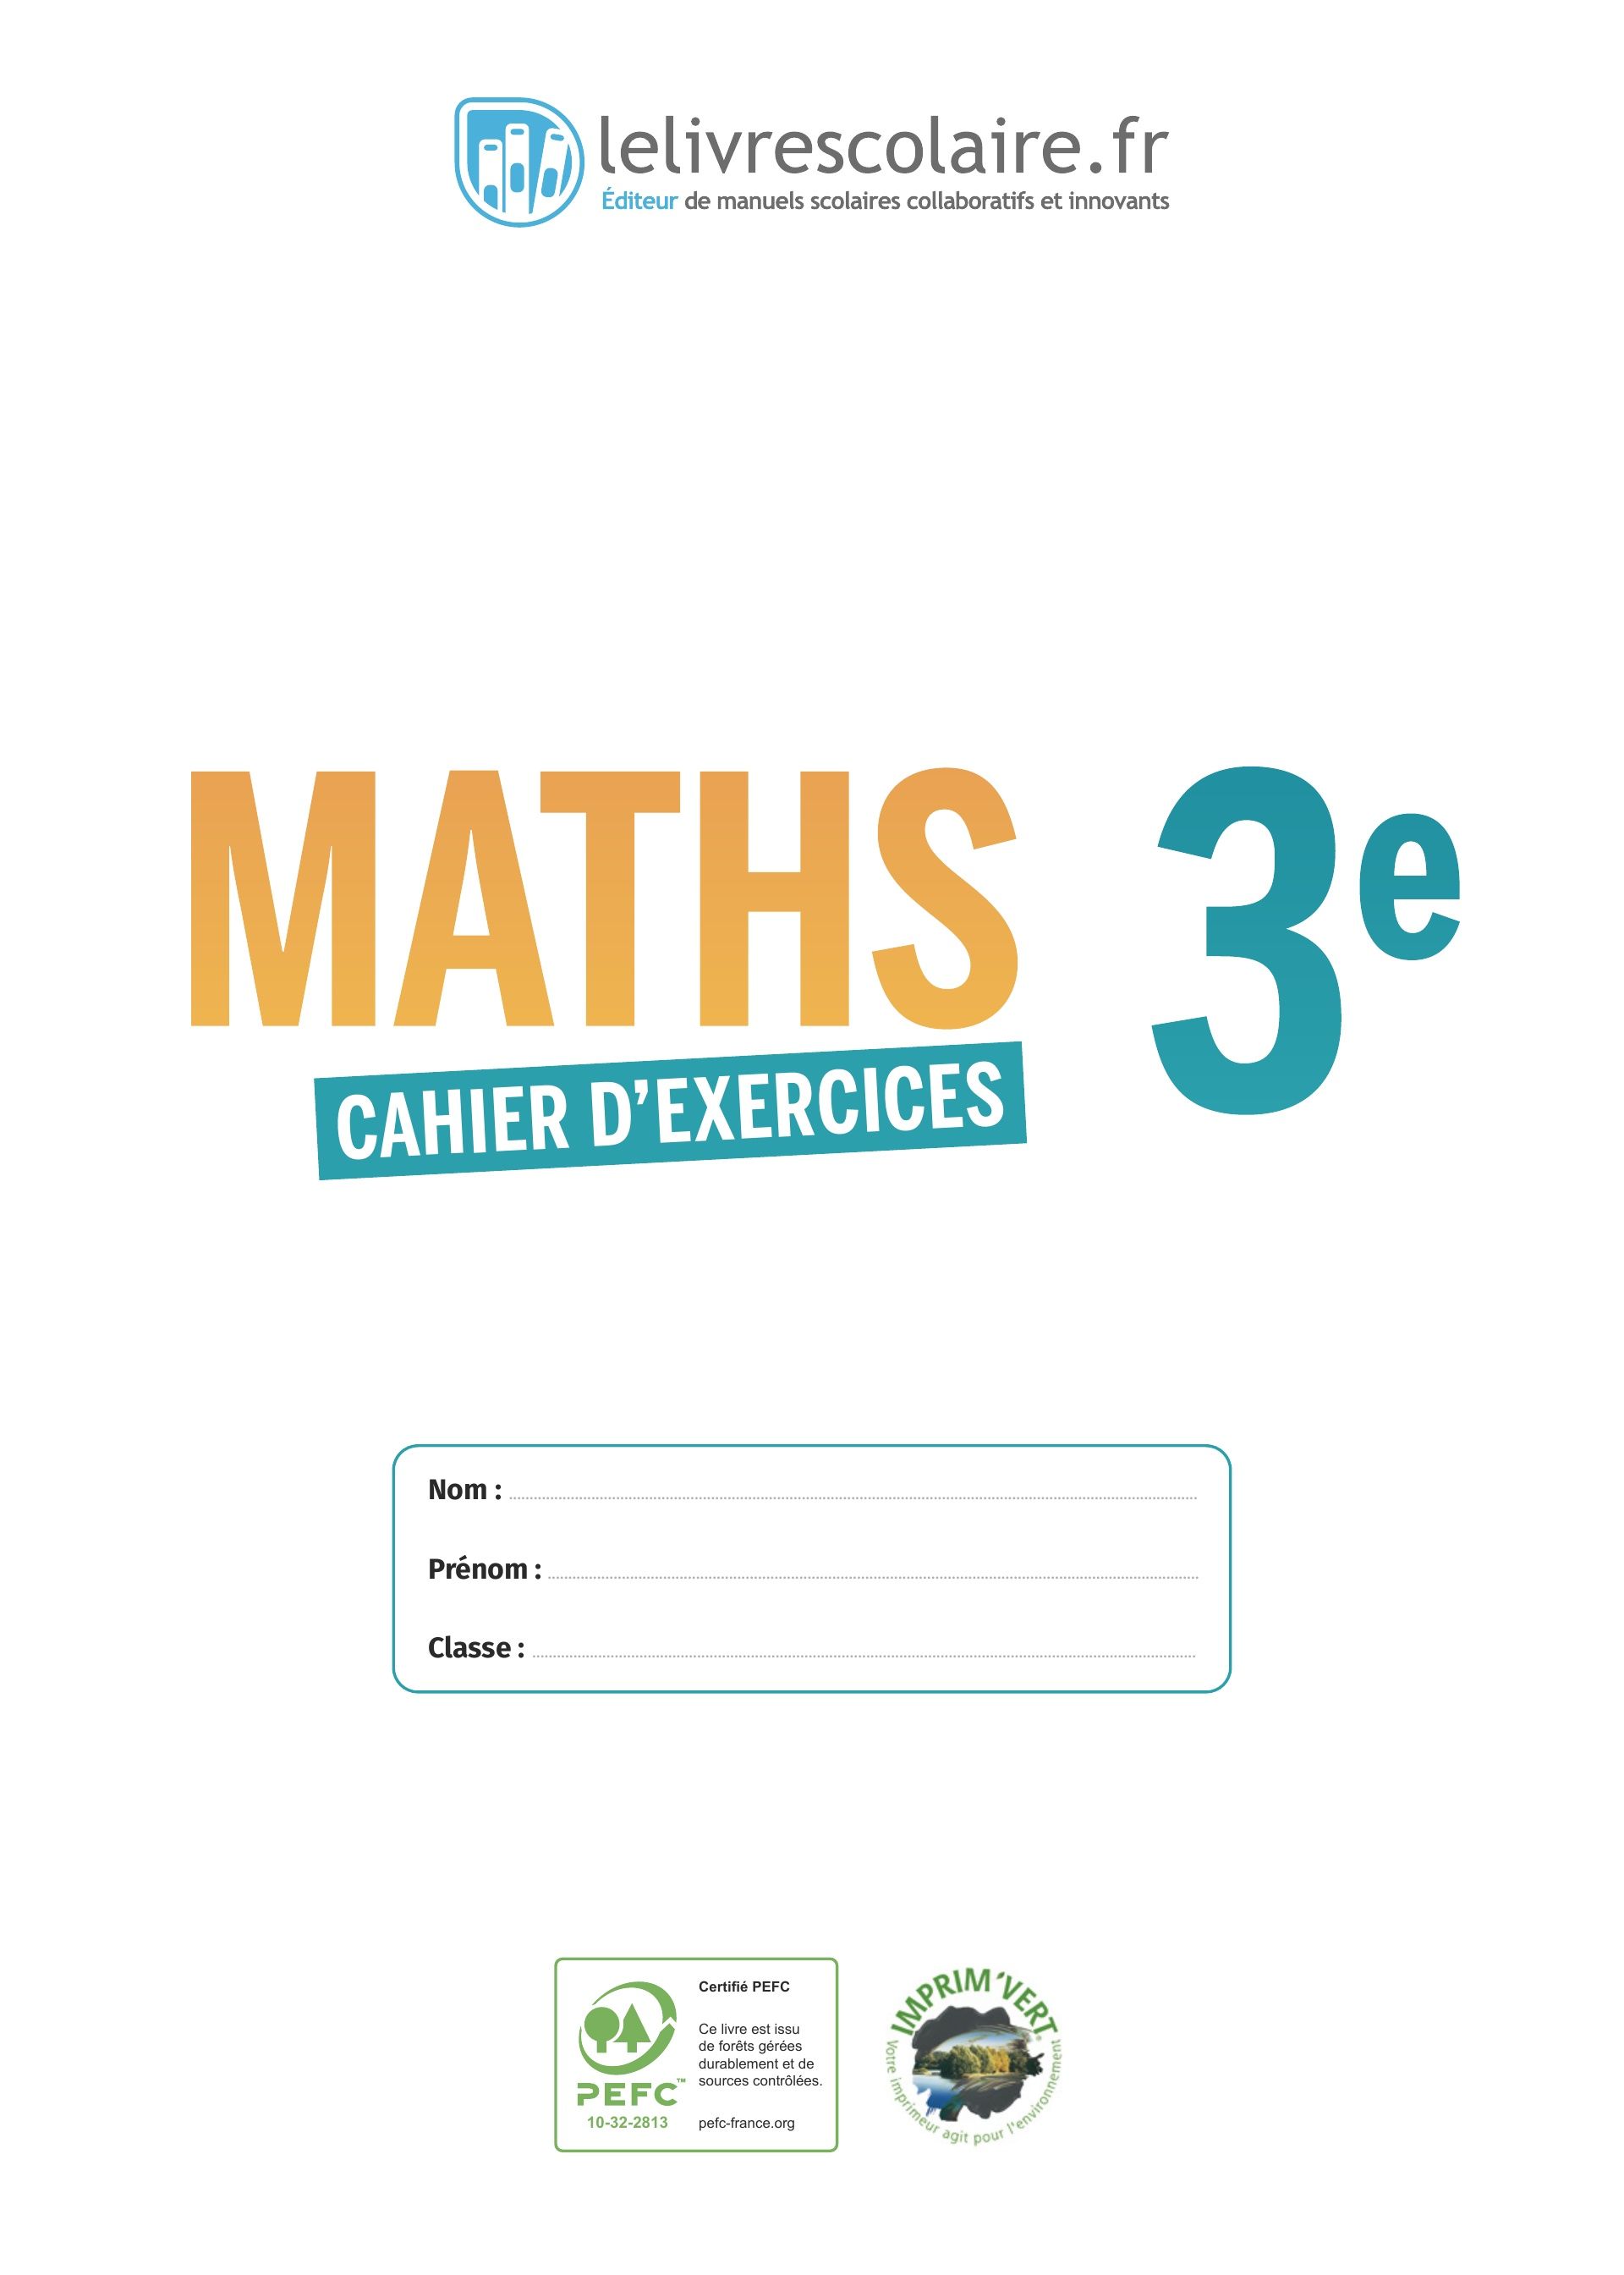 lelivrescolaire.fr
Éditeur de manuels scolaires collaboratifs et innovants
MATHS 3e
CAHIER D'EXERCICES
Nom :
Prénom :
Classe :
PEFC™
10-32-2813
Certifié PEFC
Ce livre est issu
de forêts gérées
durablement et de
sources contrôlées.
pefc-france.org
IMPRIM'VERT®
Votre imprimeur agit pour l'environnement